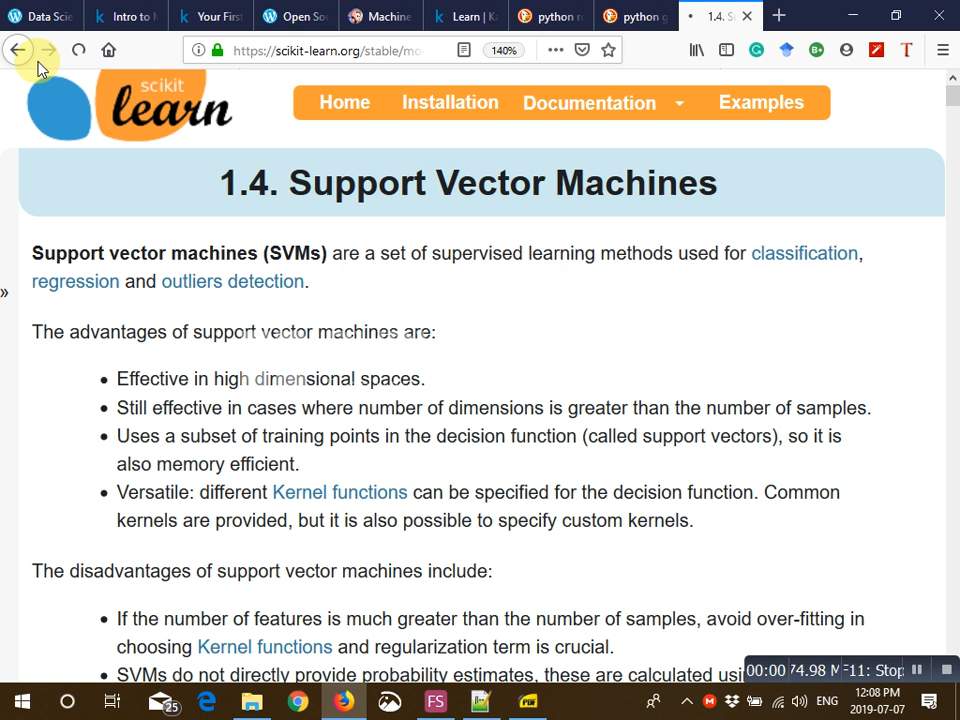 Data Scie
Intro to M
Your First
Open So
Machine
Learn | Ka
python ro
python g
1.4. S
https://scikit-learn.org/stable/mo
140%
scikit
learn
Home Installation Documentation Examples
1.4. Support Vector Machines
Support vector machines (SVMs) are a set of supervised learning methods used for classification,
regression and outliers detection.
»
The advantages of support vector machines are:
• Effective in high dimensional spaces.
• Still effective in cases where number of dimensions is greater than the number of samples.
• Uses a subset of training points in the decision function (called support vectors), so it is
also memory efficient.
• Versatile: different Kernel functions can be specified for the decision function. Common
kernels are provided, but it is also possible to specify custom kernels.
The disadvantages of support vector machines include:
• If the number of features is much greater than the number of samples, avoid over-fitting in
choosing Kernel functions and regularization term is crucial.
• SVMs do not directly provide probability estimates, these are calculated usi
00:00 74.98 M F11: Stop
25
FS
PDF
ENG
12:08 PM
2019-07-07